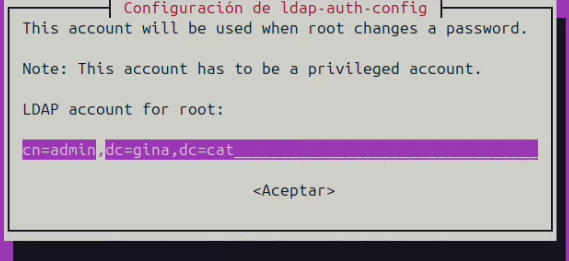 Configuración de ldap-auth-config
This account will be used when root changes a password.
Note: This account has to be a privileged account.
LDAP account for root:
cn=admin,dc=gina,dc=cat_________________________________
<Aceptar>